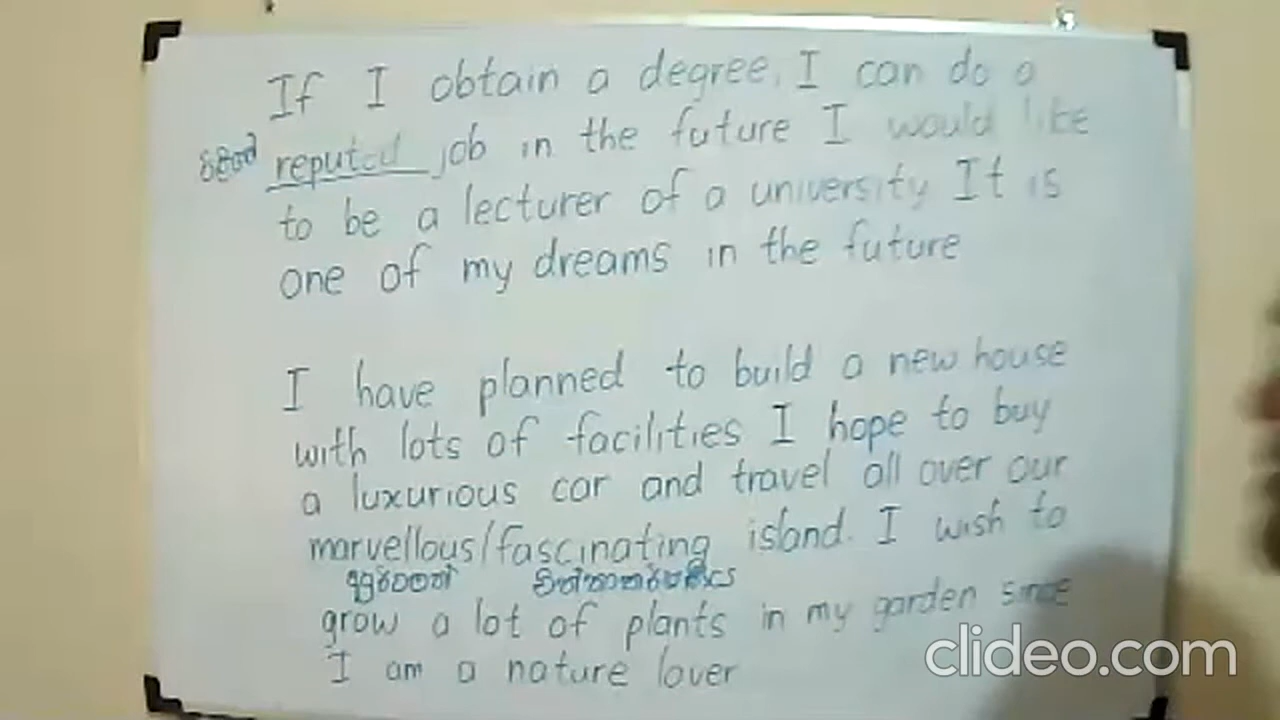 If I obtain a degree, I can do a
reputed job in the future I would like
to be a lecturer of a university It is
one of my dreams in the future
I have planned to build a new house
with lots of facilities I hope to buy
a luxurious car and travel all over our
marvellous/fascinating island. I wish to
grow a lot of plants in my garden since
I am a nature lover
clideo.com